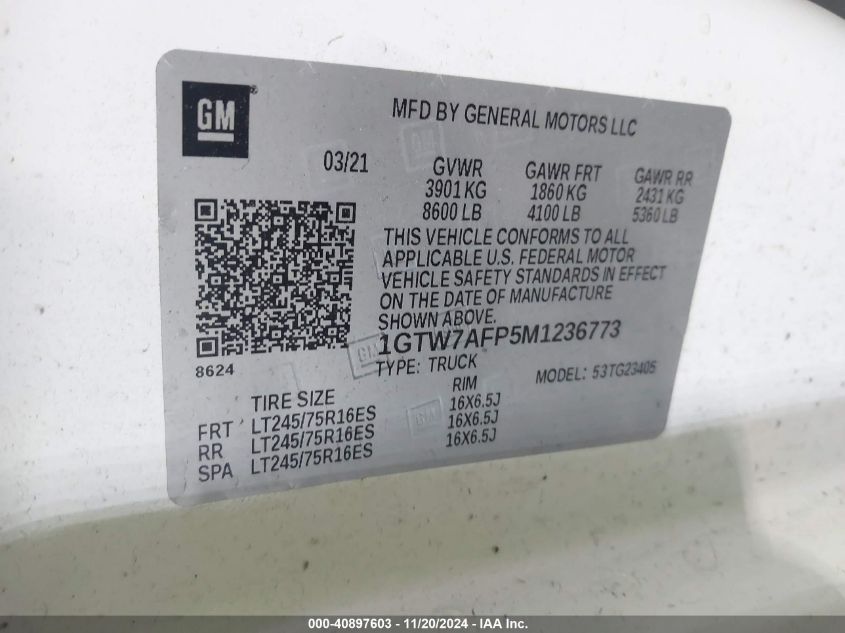 GM
MFD BY GENERAL MOTORS LLC
03/21
GVWR GAWR FRT GAWR RR
3901 KG 1860 KG 2431 KG
8600 LB 4100 LB 5360 LB
THIS VEHICLE CONFORMS TO ALL
APPLICABLE U.S. FEDERAL MOTOR
VEHICLE SAFETY STANDARDS IN EFFECT
ON THE DATE OF MANUFACTURE
SHOWN ABOVE.
1GTW7AFP5M1236773
8624
TYPE: TRUCK MODEL: 53TG23405
TIRE SIZE RIM
FRT LT245/75R16ES 16X6.5J
RR LT245/75R16ES 16X6.5J
SPA LT245/75R16ES 16X6.5J
000-40897603 - 11/20/2024 - IAA Inc.